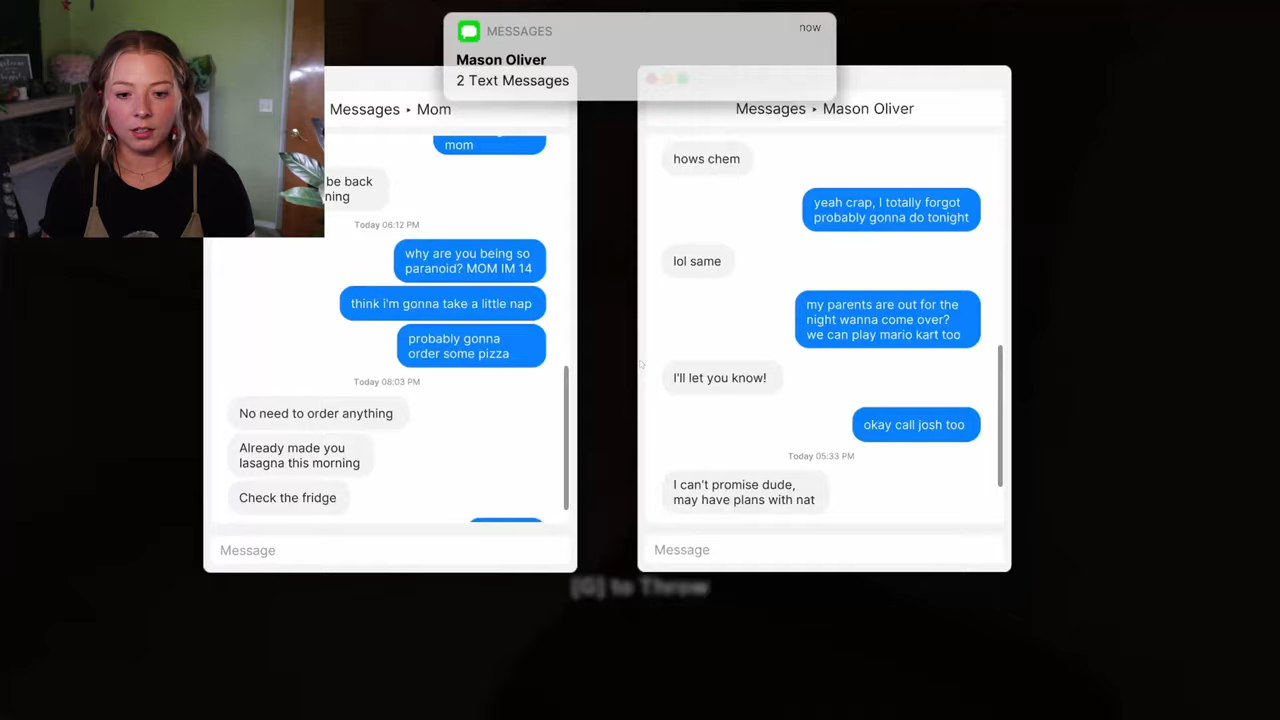 MESSAGES
now
Mason Oliver
2 Text Messages
Messages ‣ Mom
mom
be back
ning
Today 06:12 PM
why are you being so
paranoid? MOM IM 14
think i'm gonna take a little nap
probably gonna
order some pizza
Today 08:03 PM
No need to order anything
Already made you
lasagna this morning
Check the fridge
Message
Messages ‣ Mason Oliver
hows chem
yeah crap, I totally forgot
probably gonna do tonight
lol same
my parents are out for the
night wanna come over?
we can play mario kart too
I'll let you know!
okay call josh too
Today 05:33 PM
I can't promise dude,
may have plans with nat
Message
[G] to Throw